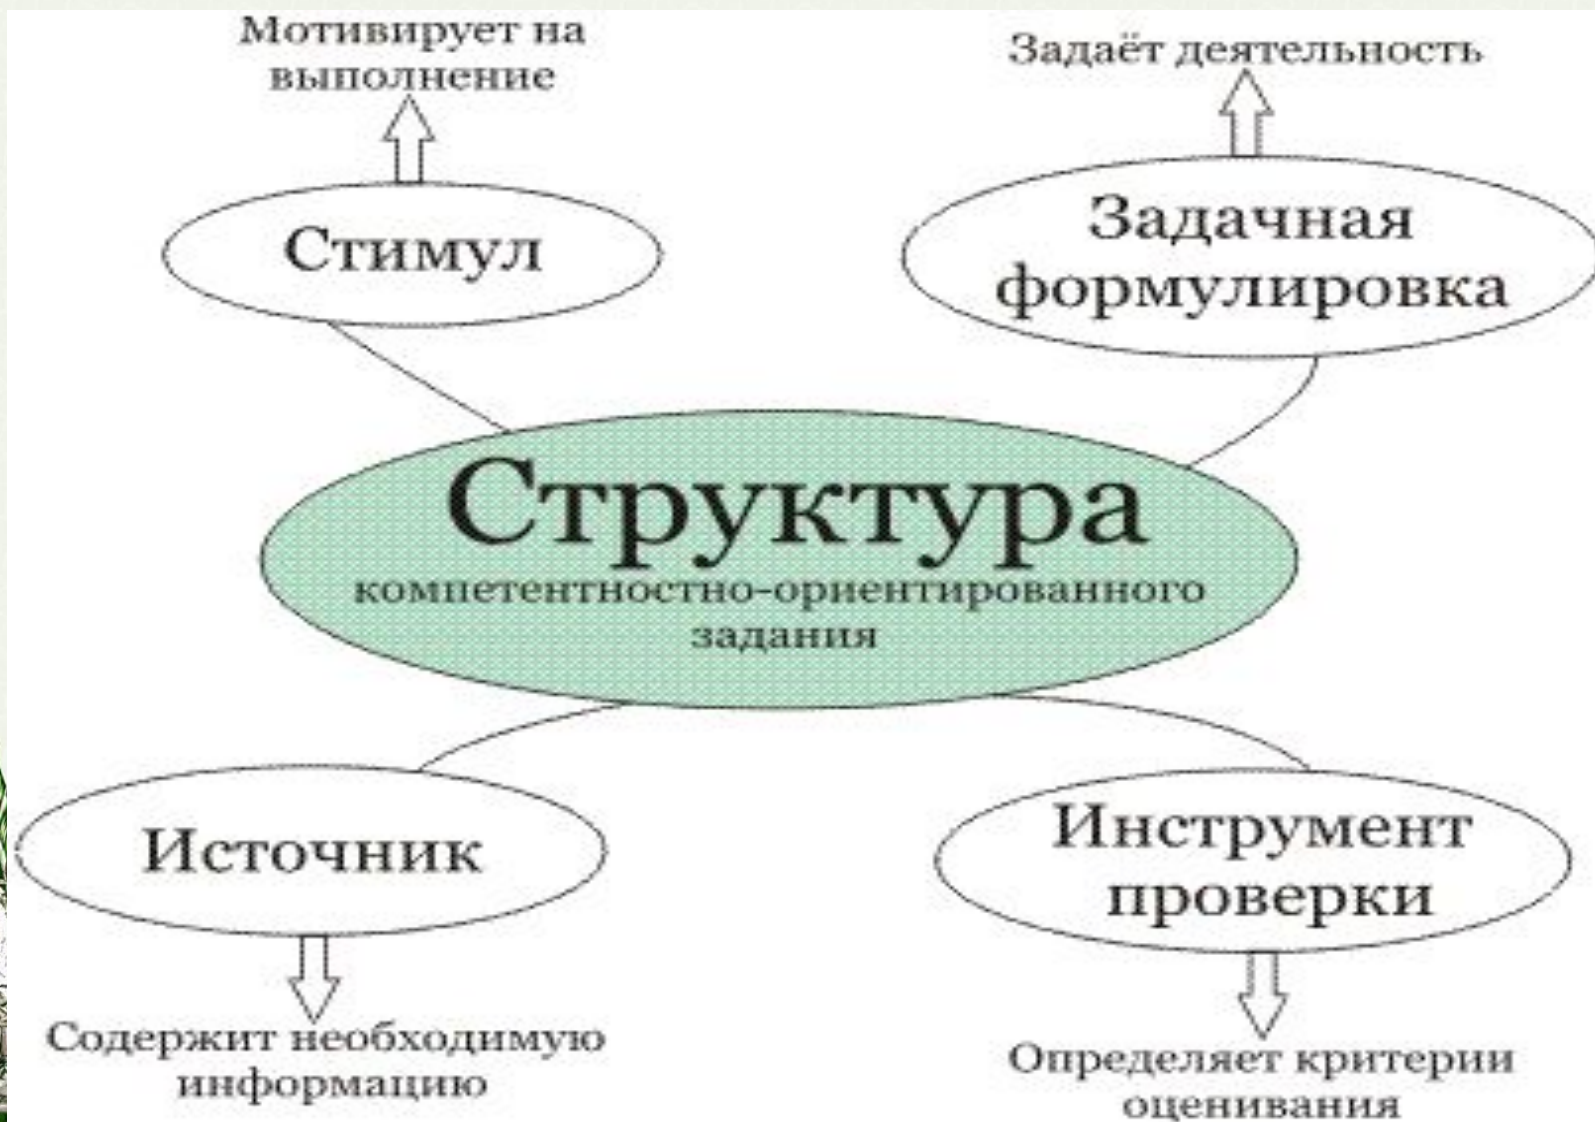 Мотивирует на
выполнение
Задаёт деятельность
Стимул
Задачная
формулировка
Структура
компетентностно-ориентированного
задания
Источник
Инструмент
проверки
Содержит необходимую
информацию
Определяет критерии
оценивания